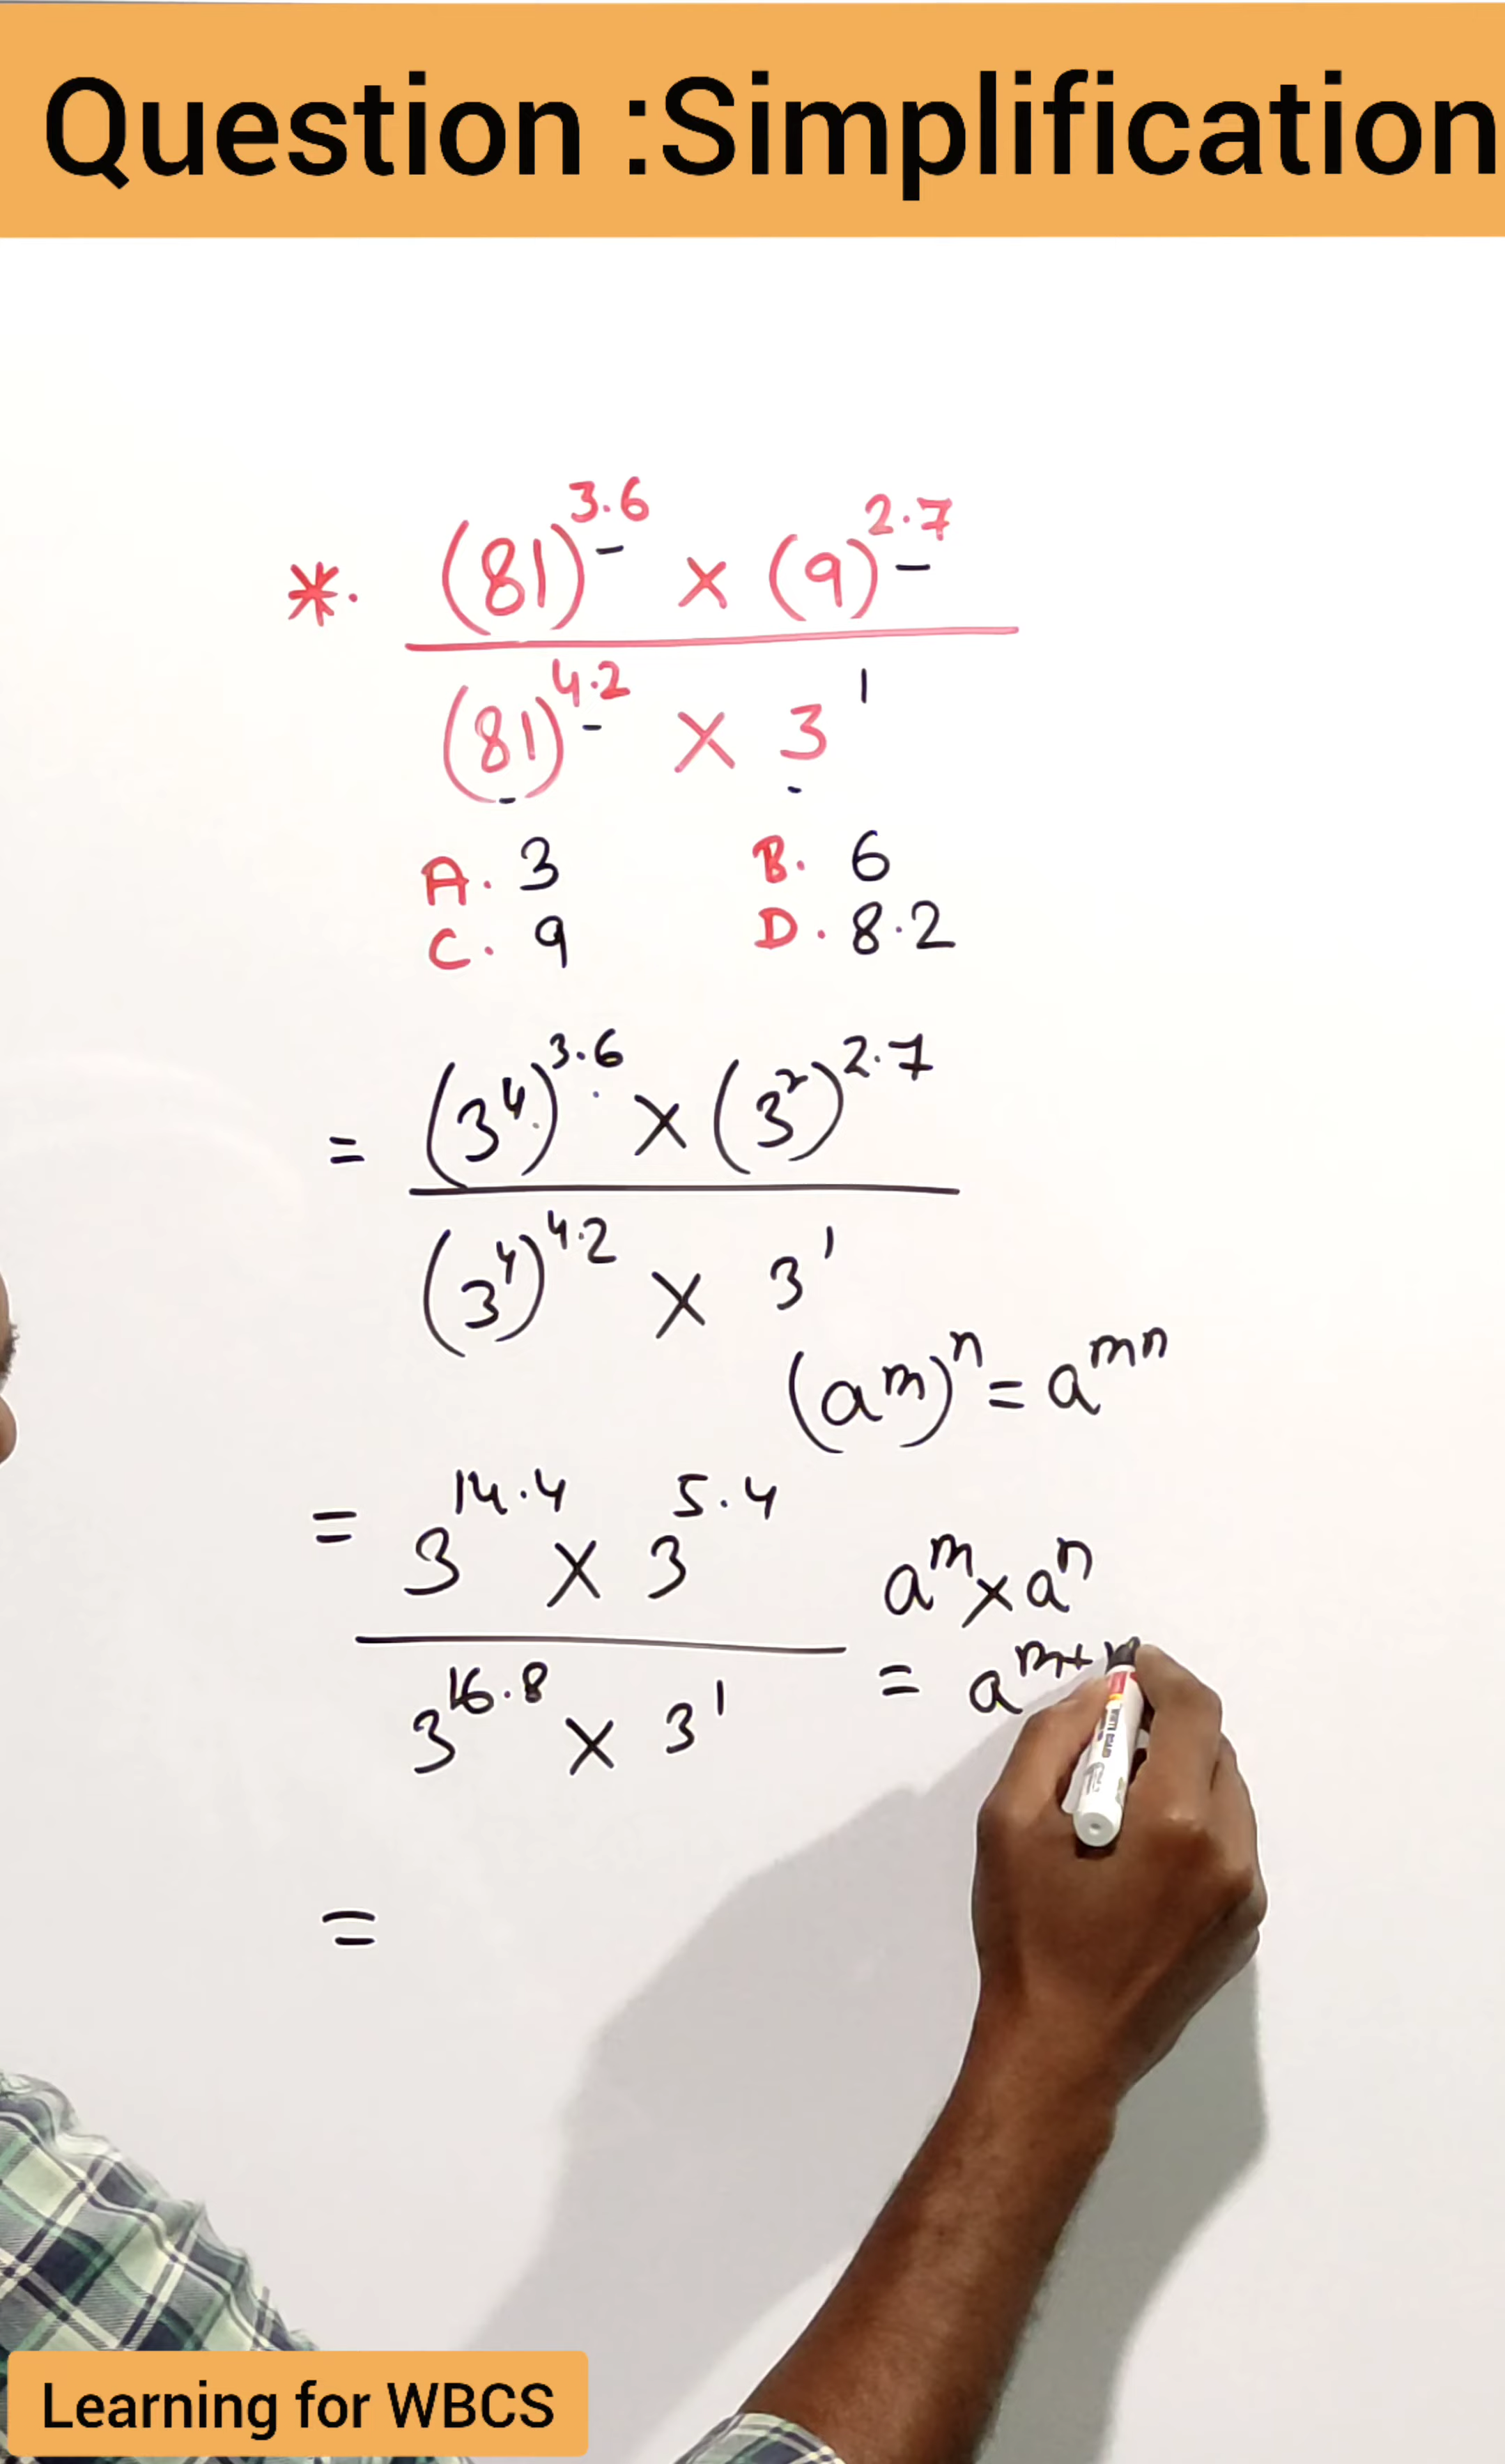 Question :Simplification
*. (81)^3.6 × (9)^2.7
(81)^4.2 × 3^1
A. 3 B. 6
C. 9 D. 8.2
= (3^4)^3.6 × (3^2)^2.7
(3^4)^4.2 × 3^1
(a^m)^n = a^mn
= 3^14.4 × 3^5.4 a^m × a^n
3^16.8 × 3^1 = a^m+
=
Learning for WBCS